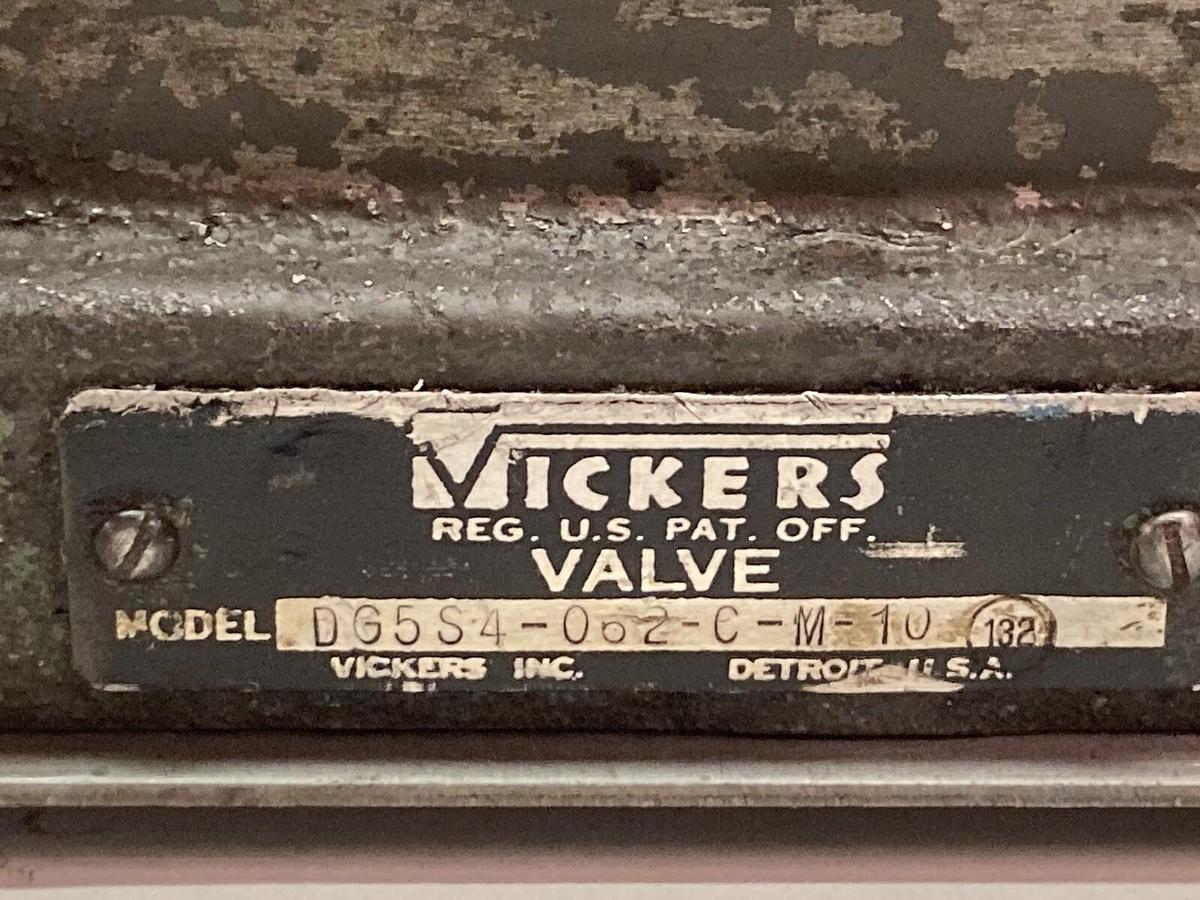 VICKERS
REG. U.S. PAT. OFF.
VALVE
MODEL DG5S4-062-C-M-10 132
VICKERS INC. DETROIT U.S.A.